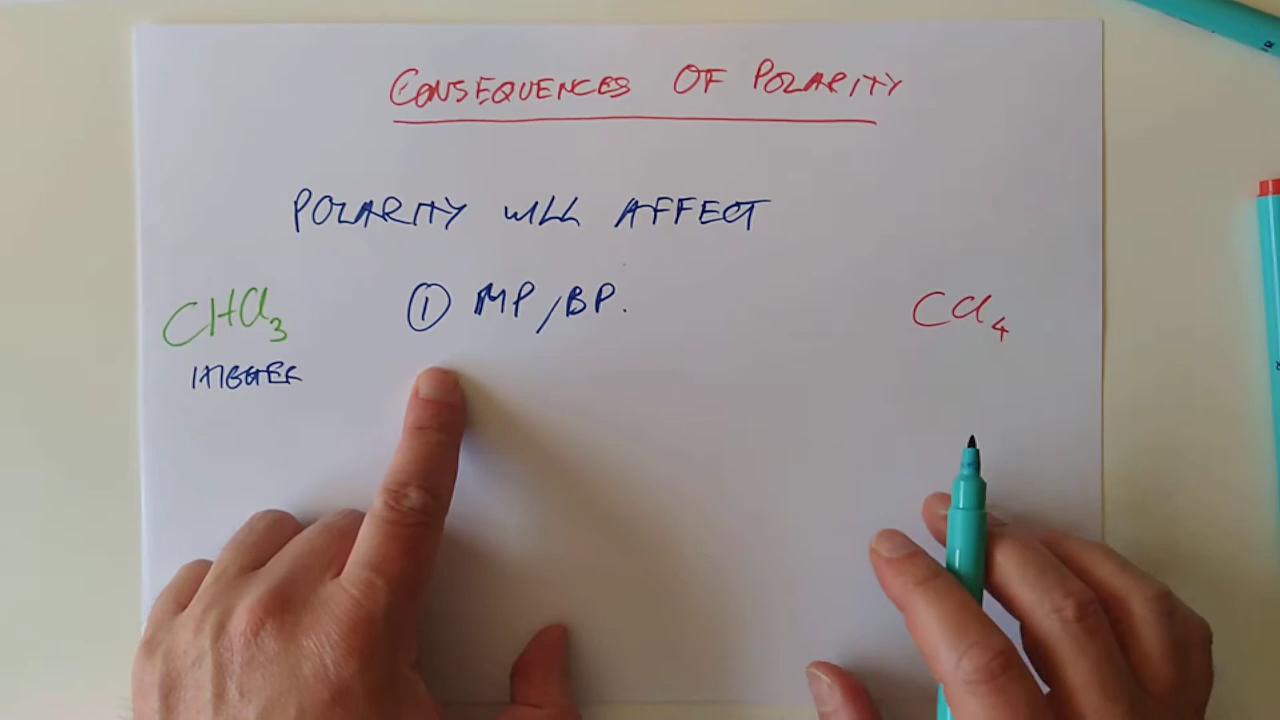 CONSEQUENCES OF POLARITY
POLARITY WILL AFFECT
CHCl3
① MP/BP.
CCl4
HIGHER